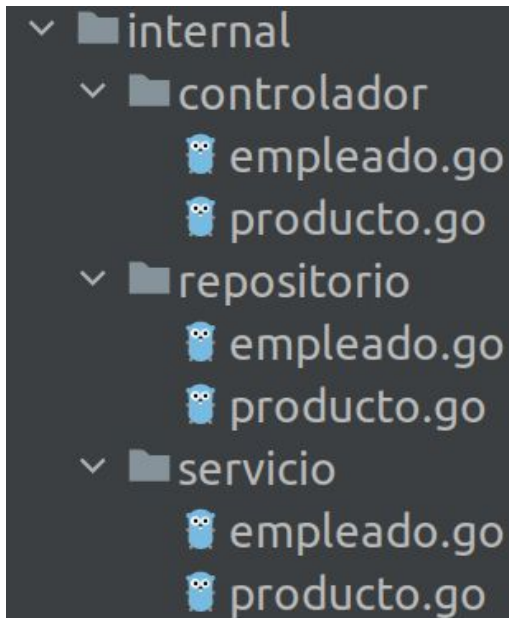 internal
controlador
empleado.go
producto.go
repositorio
empleado.go
producto.go
servicio
empleado.go
producto.go